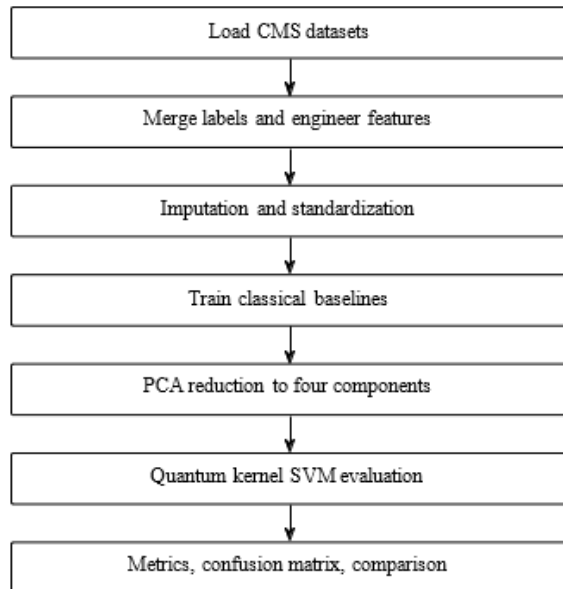 Load CMS datasets
Merge labels and engineer features
Imputation and standardization
Train classical baselines
PCA reduction to four components
Quantum kernel SVM evaluation
Metrics, confusion matrix, comparison